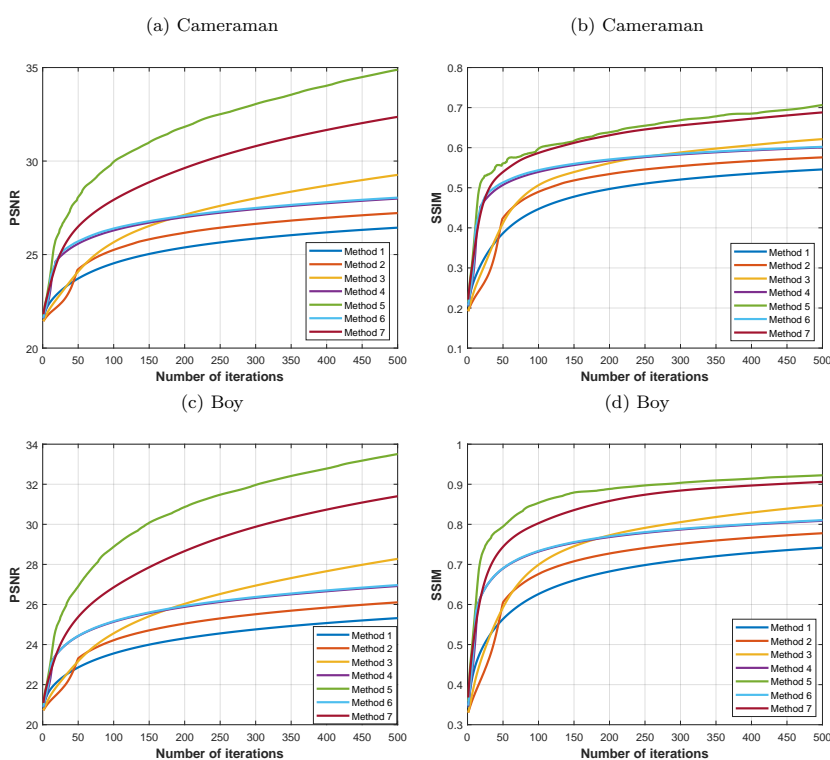 (a) Cameraman
35
30
25
20
PSNR
0 50 100 150 200 250 300 350 400 450 500
Number of iterations
Method 1
Method 2
Method 3
Method 4
Method 5
Method 6
Method 7
(b) Cameraman
0.8
0.7
0.6
0.5
0.4
0.3
0.2
0.1
SSIM
0 50 100 150 200 250 300 350 400 450 500
Number of iterations
Method 1
Method 2
Method 3
Method 4
Method 5
Method 6
Method 7
(c) Boy
34
32
30
28
26
24
22
20
PSNR
0 50 100 150 200 250 300 350 400 450 500
Number of iterations
Method 1
Method 2
Method 3
Method 4
Method 5
Method 6
Method 7
(d) Boy
1
0.9
0.8
0.7
0.6
0.5
0.4
0.3
SSIM
0 50 100 150 200 250 300 350 400 450 500
Number of iterations
Method 1
Method 2
Method 3
Method 4
Method 5
Method 6
Method 7